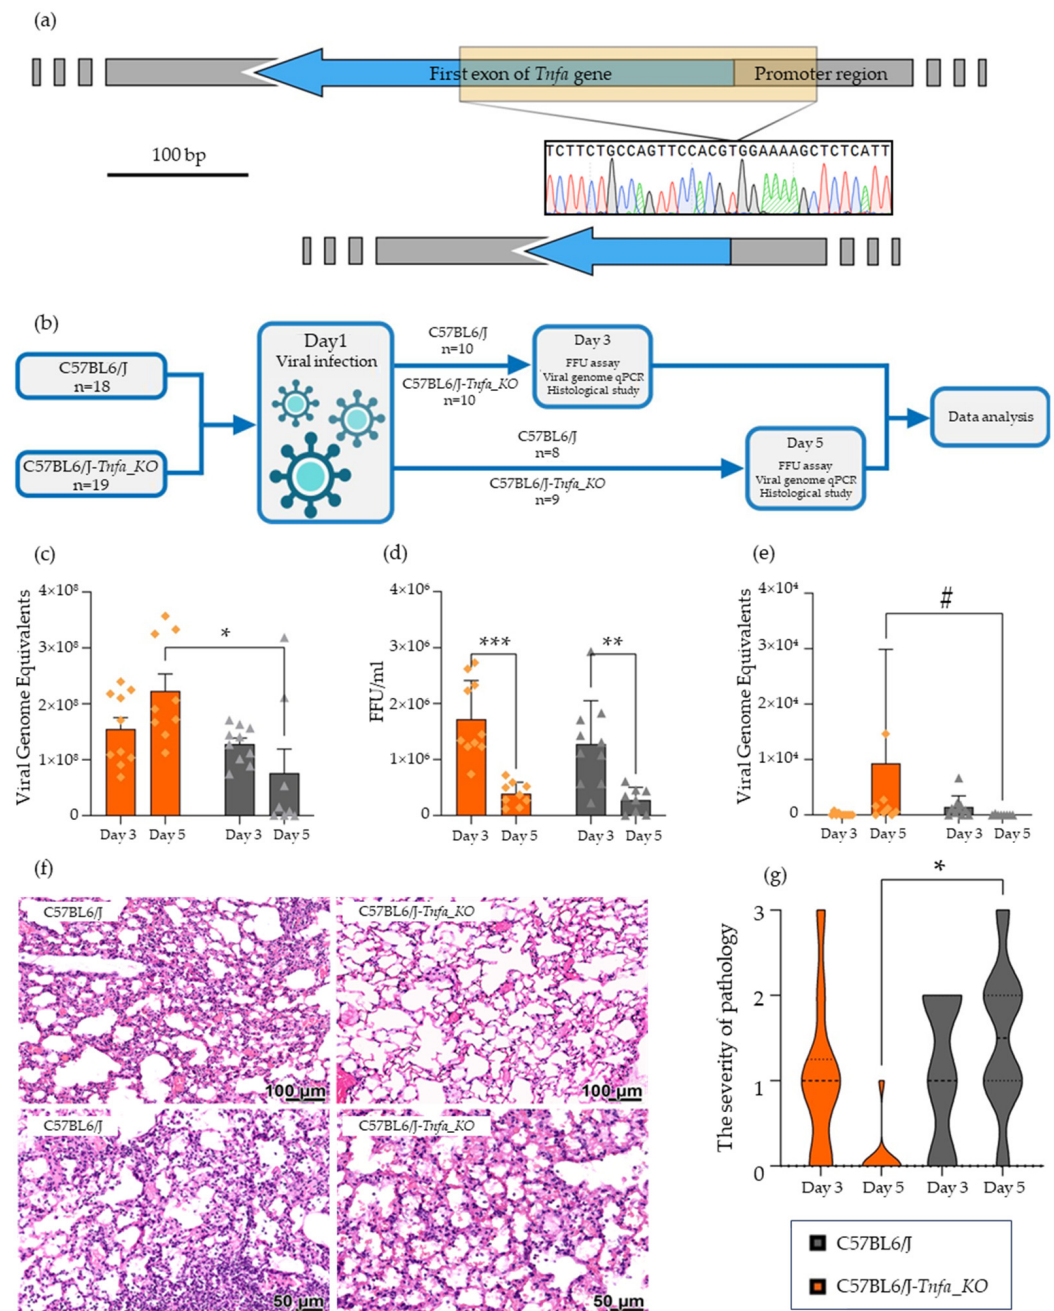 (a)
First exon of Tnfa gene
Promoter region
100 bp
TCTTCTGCCAGTTCCACGTGGAAAAGCTCTCATT
(b)
C57BL6/J
n=18
C57BL6/J-Tnfa_KO
n=19
Day1
Viral infection
C57BL6/J
n=10
C57BL6/J-Tnfa_KO
n=10
Day 3
FFU assay
Viral genome qPCR
Histological study
C57BL6/J
n=8
C57BL6/J-Tnfa_KO
n=9
Day 5
FFU assay
Viral genome qPCR
Histological study
Data analysis
(c)
Viral Genome Equivalents
4×10⁸
3×10⁸
2×10⁸
1×10⁸
0
*
Day 3 Day 5 Day 3 Day 5
(d)
FFU/ml
4×10⁶
3×10⁶
2×10⁶
1×10⁶
0
*** **
Day 3 Day 5 Day 3 Day 5
(e)
Viral Genome Equivalents
4×10⁴
3×10⁴
2×10⁴
1×10⁴
0
#
Day 3 Day 5 Day 3 Day 5
(f)
C57BL6/J
100 µm
C57BL6/J-Tnfa_KO
100 µm
C57BL6/J
50 µm
C57BL6/J-Tnfa_KO
50 µm
(g)
The severity of pathology
3
2
1
0
*
Day 3 Day 5 Day 3 Day 5
C57BL6/J
C57BL6/J-Tnfa_KO